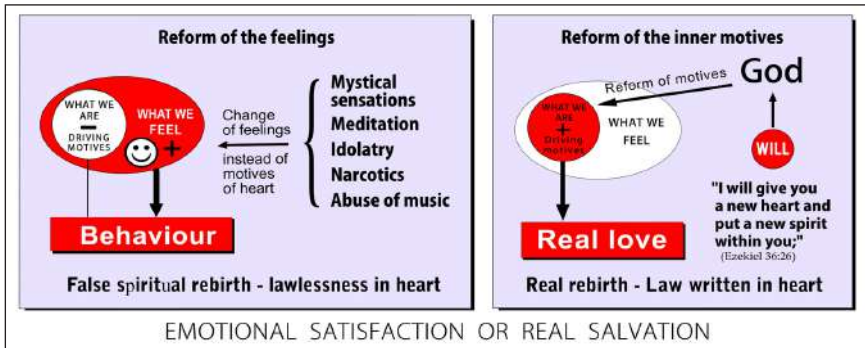 Reform of the feelings
WHAT WE
ARE
DRIVING
MOTIVES
WHAT WE
FEEL
+
Change
of feelings
instead of
motives
of heart
Mystical
sensations
Meditation
Idolatry
Narcotics
Abuse of music
Behaviour
False spiritual rebirth - lawlessness in heart
Reform of the inner motives
Reform of motives
God
WHAT WE
ARE
+
Driving
motives
WHAT WE
FEEL
WILL
"I will give you
a new heart and
put a new spirit
within you;"
(Ezekiel 36:26)
Real love
Real rebirth - Law written in heart
EMOTIONAL SATISFACTION OR REAL SALVATION